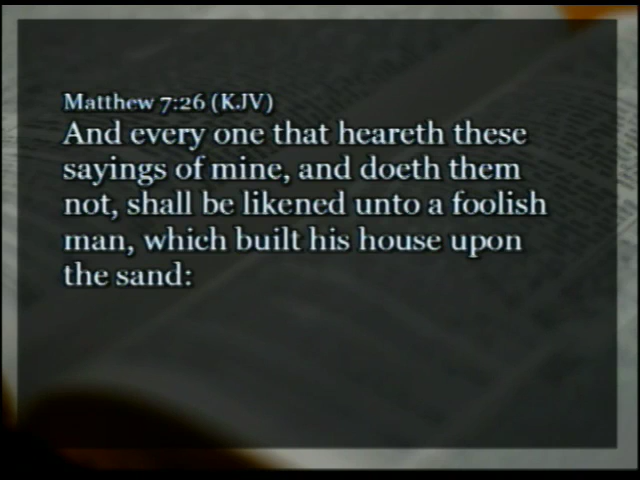 Matthew 7:26 (KJV)
And every one that heareth these
sayings of mine, and doeth them
not, shall be likened unto a foolish
man, which built his house upon
the sand: